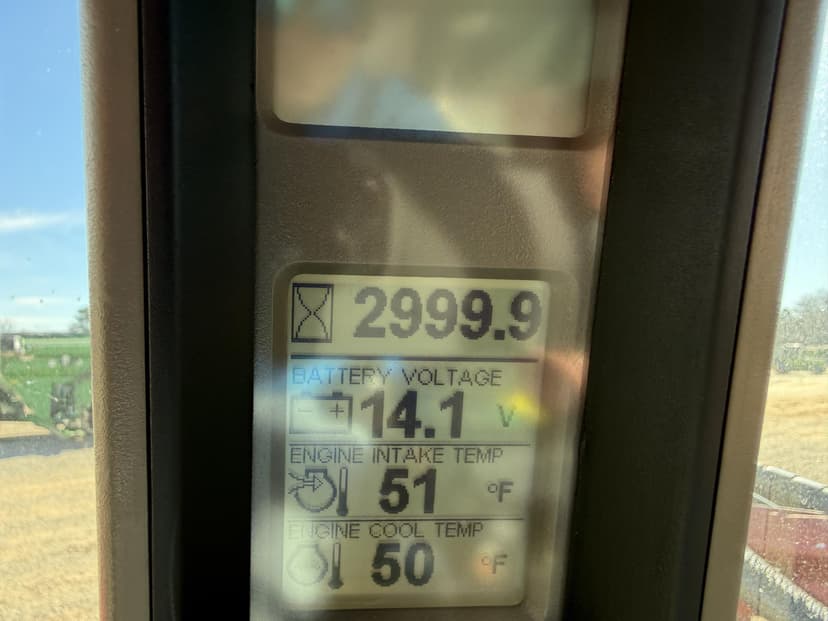 2999.9
BATTERY VOLTAGE
- + 14.1 V
ENGINE INTAKE TEMP
51 °F
ENGINE COOL TEMP
50 °F